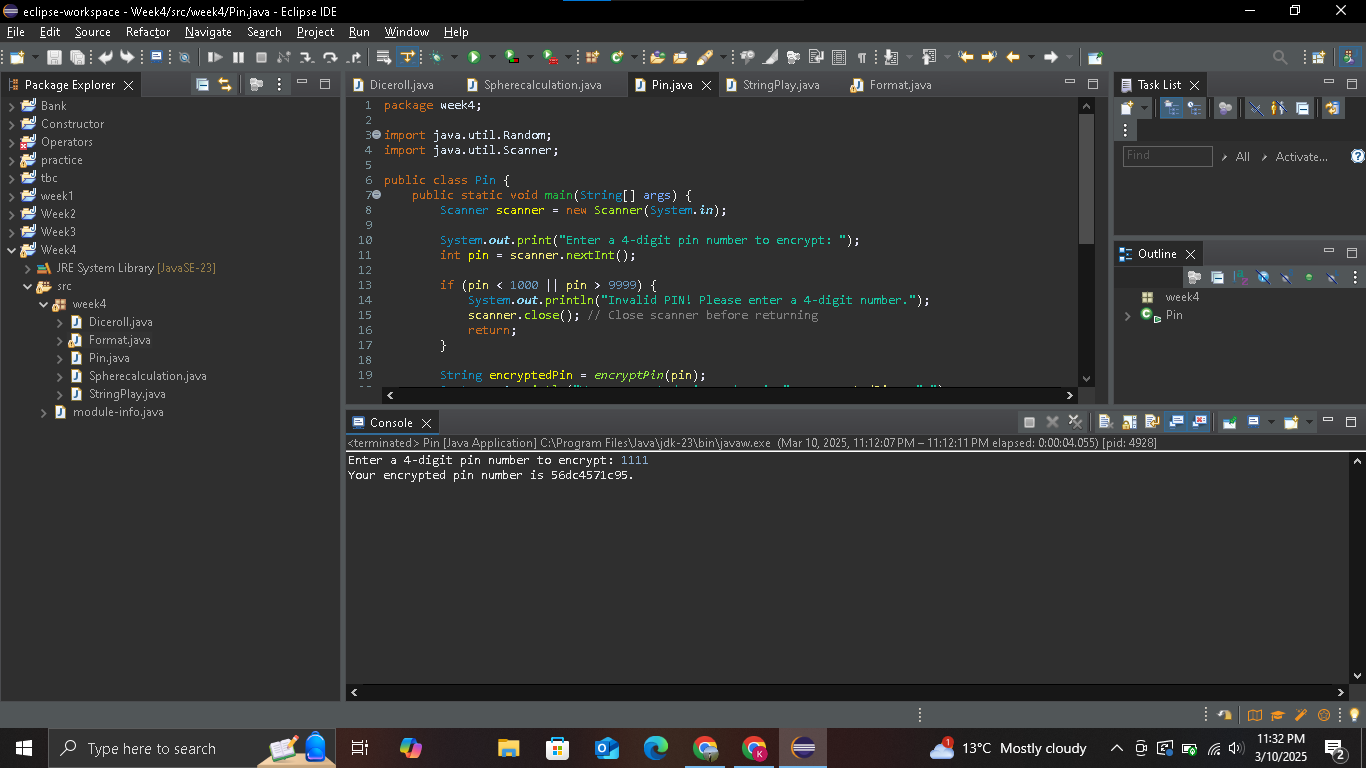 eclipse-workspace - Week4/src/week4/Pin.java - Eclipse IDE
File Edit Source Refactor Navigate Search Project Run Window Help
Package Explorer
Bank
Constructor
Operators
practice
tbc
week1
Week2
Week3
Week4
JRE System Library [JavaSE-23]
src
week4
Diceroll.java
Format.java
Pin.java
Spherecalculation.java
StringPlay.java
module-info.java
Diceroll.java Spherecalculation.java Pin.java StringPlay.java Format.java
1 package week4;
2
3 import java.util.Random;
4 import java.util.Scanner;
5
6 public class Pin {
7 public static void main(String[] args) {
8 Scanner scanner = new Scanner(System.in);
9
10 System.out.print("Enter a 4-digit pin number to encrypt: ");
11 int pin = scanner.nextInt();
12
13 if (pin < 1000 || pin > 9999) {
14 System.out.println("Invalid PIN! Please enter a 4-digit number.");
15 scanner.close(); // Close scanner before returning
16 return;
17 }
18
19 String encryptedPin = encryptPin(pin);
Task List
Find All Activate...
Outline
week4
Pin
Console
<terminated> Pin [Java Application] C:\Program Files\Java\jdk-23\bin\javaw.exe (Mar 10, 2025, 11:12:07 PM – 11:12:11 PM elapsed: 0:00:04.055) [pid: 4928]
Enter a 4-digit pin number to encrypt: 1111
Your encrypted pin number is 56dc4571c95.
Type here to search
1
13°C Mostly cloudy
11:32 PM
3/10/2025
2